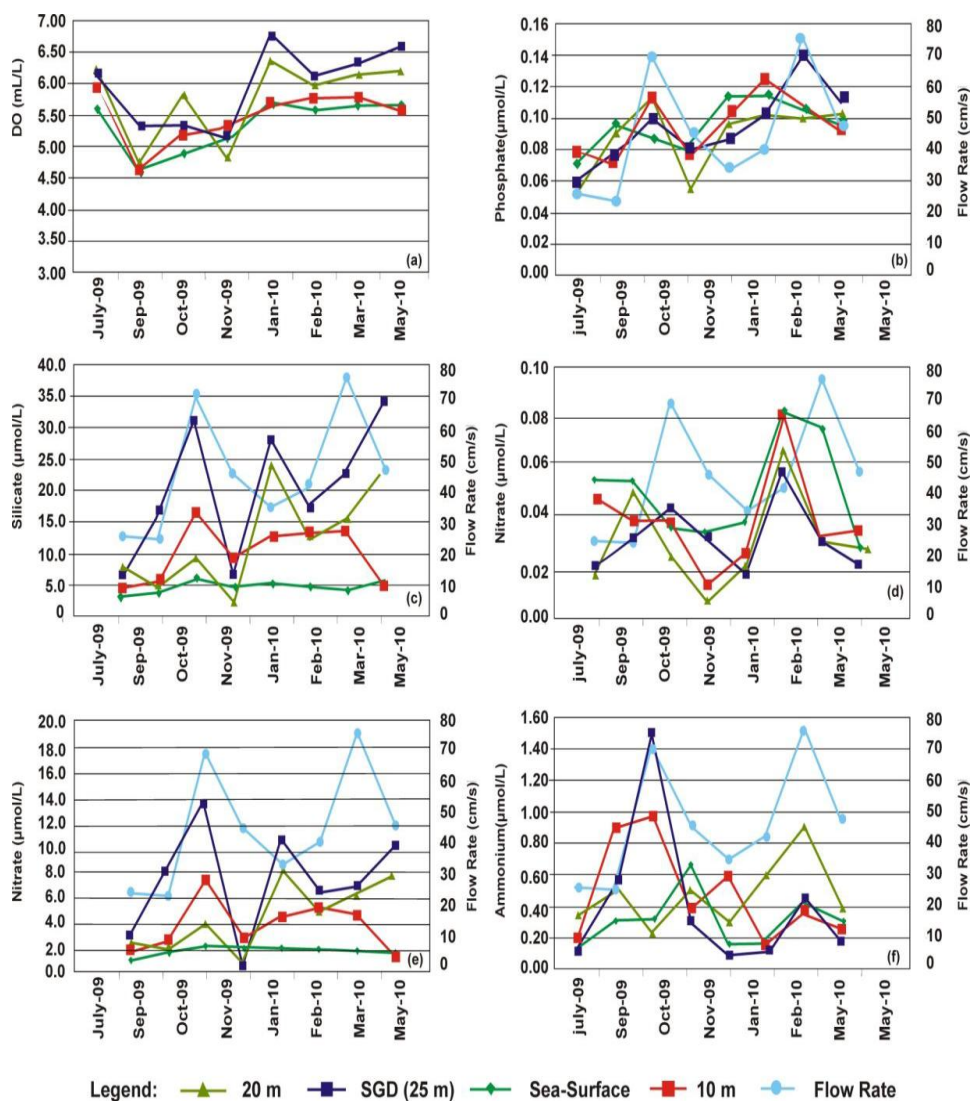 DO (mL/L)
7.00
6.50
6.00
5.50
5.00
4.50
4.00
3.50
3.00
(a)
July-09
Sep-09
Oct-09
Nov-09
Jan-10
Feb-10
Mar-10
May-10
Phosphate(µmol/L)
0.16
0.14
0.12
0.10
0.08
0.06
0.04
0.02
0.00
(b)
80
70
60
50
40
30
20
10
0
Flow Rate (cm/s)
july-09
Sep-09
Oct-09
Nov-09
Jan-10
Feb-10
May-10
May-10
Silicate (µmol/L)
40.0
35.0
30.0
25.0
20.0
15.0
10.0
5.0
0
(c)
80
70
60
50
40
30
20
10
0
Flow Rate (cm/s)
July-09
Sep-09
Oct-09
Nov-09
Jan-10
Feb-10
Mar-10
May-10
Nitrate (µmol/L)
0.10
0.08
0.06
0.04
0.02
0.00
(d)
80
70
60
50
40
30
20
10
0
Flow Rate (cm/s)
july-09
Sep-09
Oct-09
Nov-09
Jan-10
Feb-10
May-10
May-10
Nitrate (µmol/L)
20.0
18.0
16.0
14.0
12.0
10.0
8.0
6.0
4.0
2.0
0.0
(e)
80
70
60
50
40
30
20
10
0
Flow Rate (cm/s)
July-09
Sep-09
Oct-09
Nov-09
Jan-10
Feb-10
Mar-10
May-10
Ammonium(µmol/L)
1.60
1.40
1.20
1.00
0.80
0.60
0.40
0.20
0.00
(f)
80
70
60
50
40
30
20
10
0
Flow Rate (cm/s)
july-09
Sep-09
Oct-09
Nov-09
Jan-10
Feb-10
May-10
May-10
Legend: 20 m SGD (25 m) Sea-Surface 10 m Flow Rate